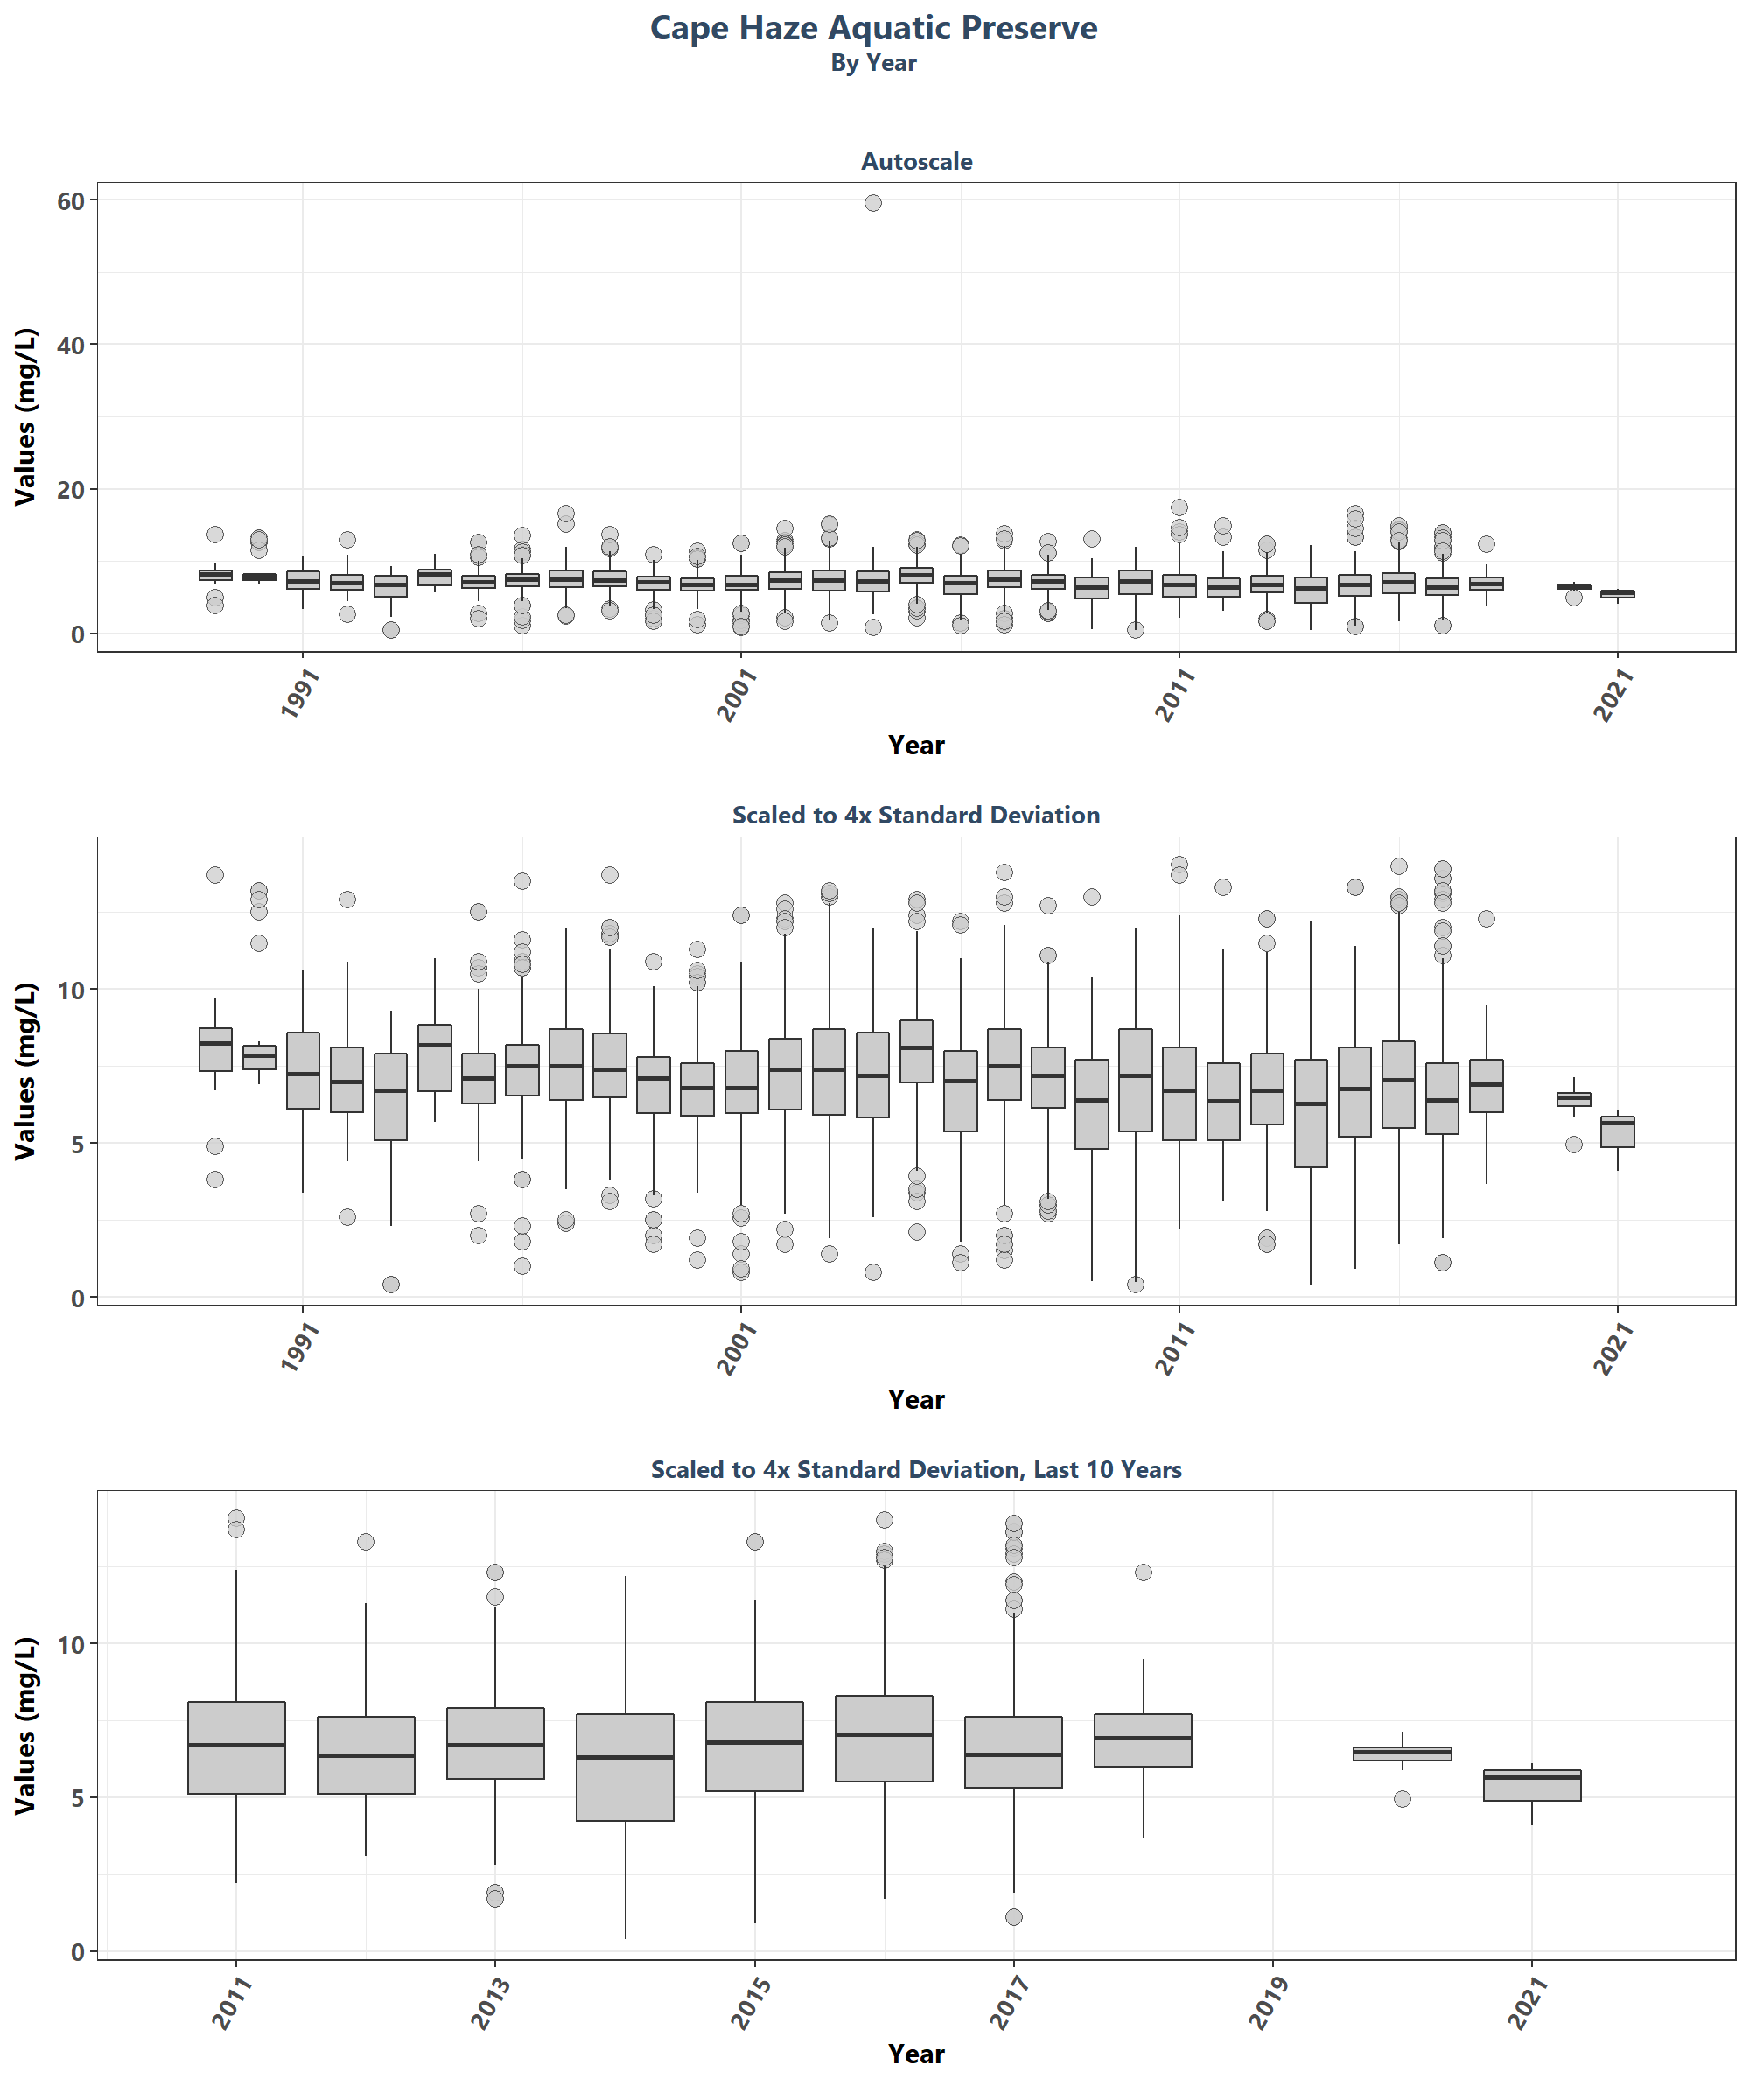 Cape Haze Aquatic Preserve
By Year
Autoscale
Values (mg/L)
60
40
20
0
1991
2001
2011
2021
Year
Scaled to 4x Standard Deviation
Values (mg/L)
10
5
0
1991
2001
2011
2021
Year
Scaled to 4x Standard Deviation, Last 10 Years
Values (mg/L)
10
5
0
2011
2013
2015
2017
2019
2021
Year